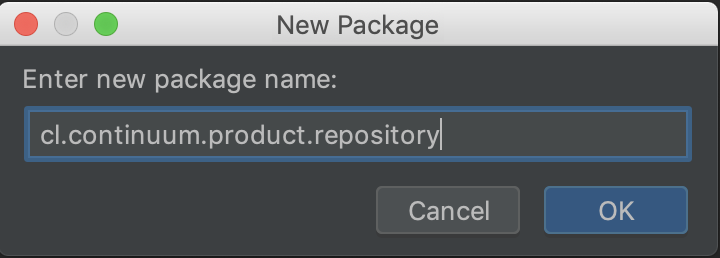 New Package
Enter new package name:
cl.continuum.product.repository
Cancel
OK